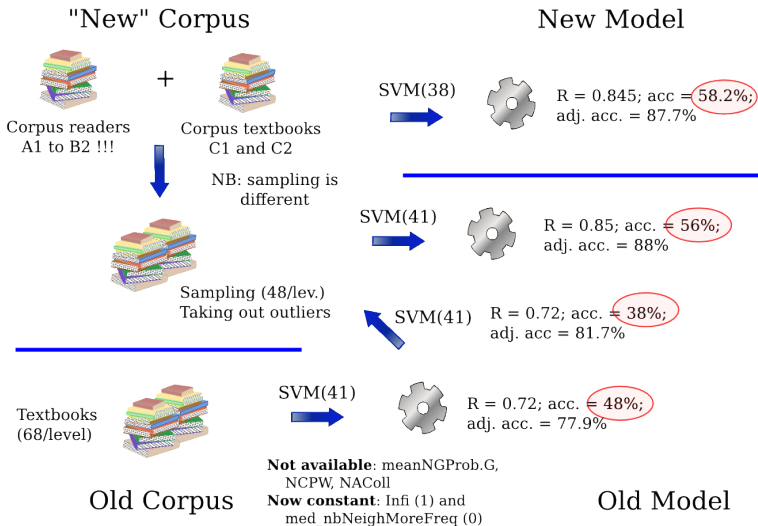 "New" Corpus
New Model
+
Corpus readers
A1 to B2 !!!
Corpus textbooks
C1 and C2
SVM(38)
R = 0.845; acc = 58.2%;
adj. acc. = 87.7%
NB: sampling is
different
SVM(41)
R = 0.85; acc. = 56%;
adj. acc. = 88%
Sampling (48/lev.)
Taking out outliers
SVM(41)
R = 0.72; acc. = 38%;
adj. acc = 81.7%
Textbooks
(68/level)
SVM(41)
R = 0.72; acc. = 48%;
adj. acc. = 77.9%
Not available: meanNGProb.G,
NCPW, NAColl
Now constant: Infi (1) and
med_nbNeighMoreFreq (0)
Old Corpus
Old Model